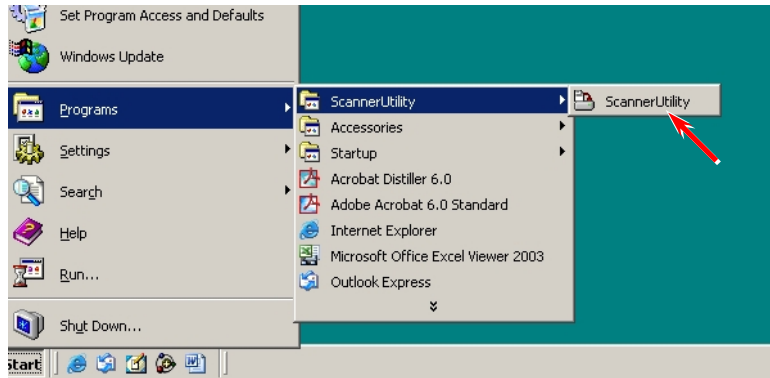 Set Program Access and Defaults
Windows Update
Programs
Settings
Search
Help
Run...
Shut Down...
ScannerUtility
Accessories
Startup
Acrobat Distiller 6.0
Adobe Acrobat 6.0 Standard
Internet Explorer
Microsoft Office Excel Viewer 2003
Outlook Express
ScannerUtility
Start